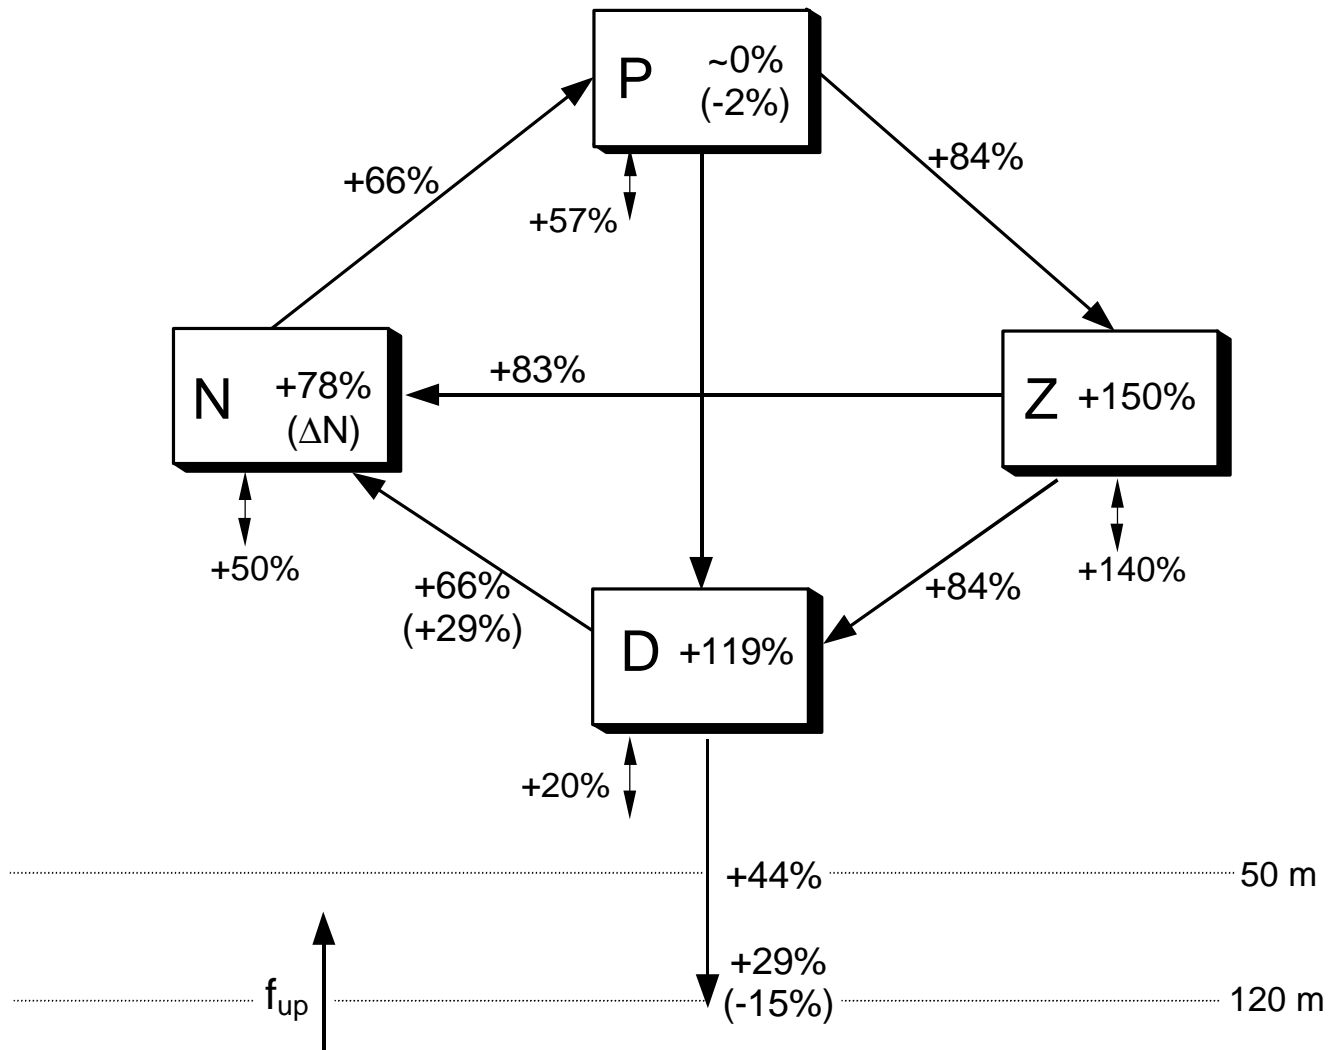 P ~0%
(-2%)
+66%
+84%
+57%
N +78%
(ΔN)
+83%
Z +150%
+50%
+140%
+66%
(+29%)
+84%
D +119%
+20%
+44%
50 m
+29%
(-15%)
f_up
120 m